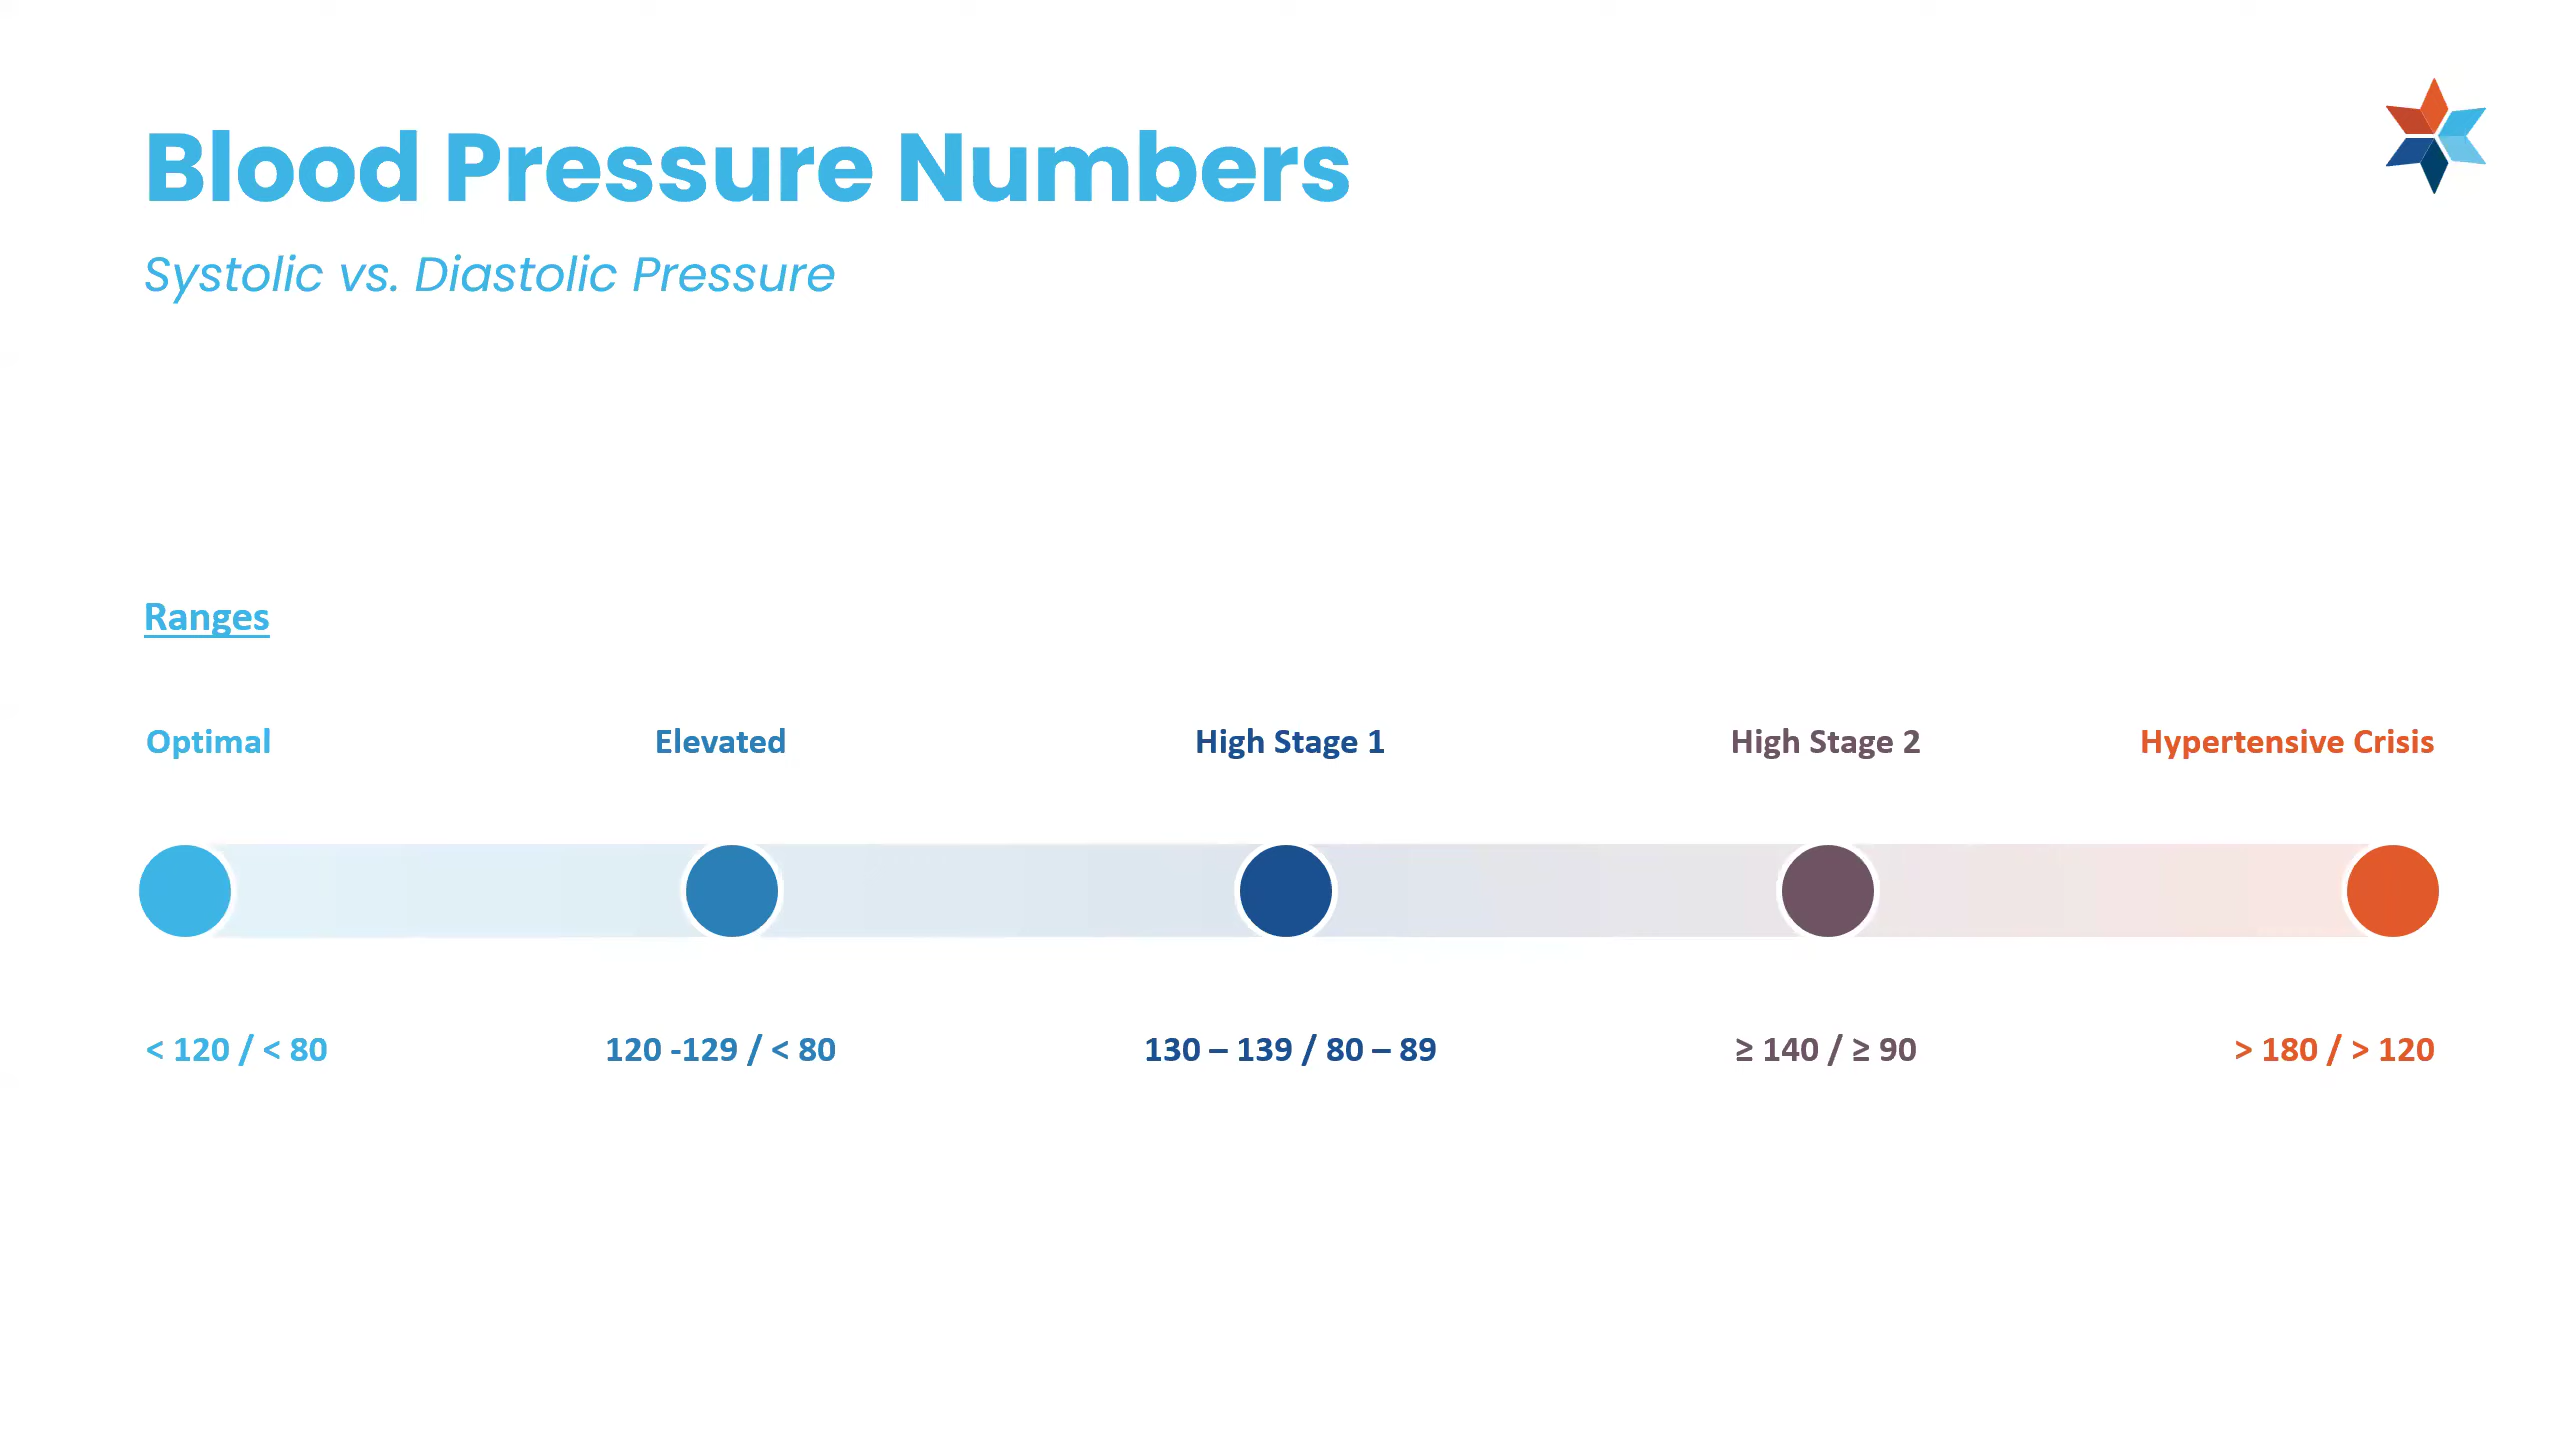 Blood Pressure Numbers
Systolic vs. Diastolic Pressure
Ranges
Optimal Elevated High Stage 1 High Stage 2 Hypertensive Crisis
< 120 / < 80 120 -129 / < 80 130 – 139 / 80 – 89 ≥ 140 / ≥ 90 > 180 / > 120